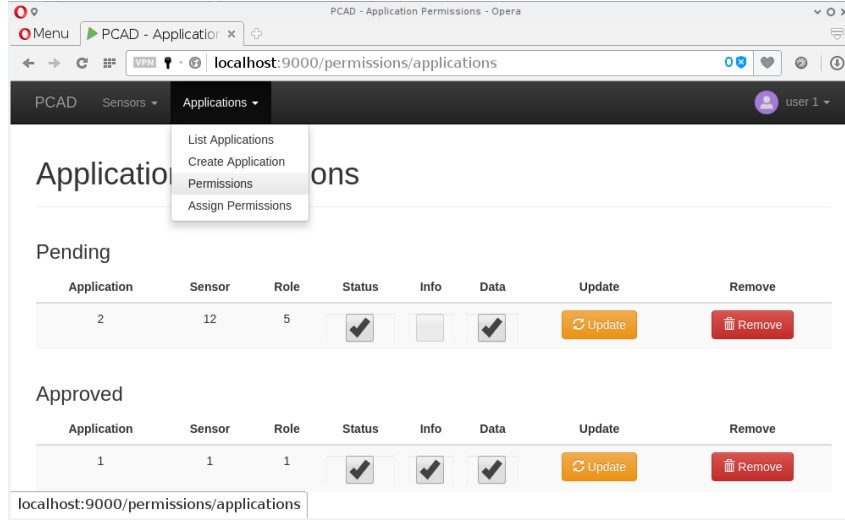 PCAD - Application Permissions - Opera
Menu PCAD - Applicatior
VPN localhost:9000/permissions/applications 0
PCAD Sensors Applications user 1
List Applications
Create Application
Permissions
Assign Permissions
Applicatio ons
Pending
Application Sensor Role Status Info Data Update Remove
2 12 5 Update Remove
Approved
Application Sensor Role Status Info Data Update Remove
1 1 1 Update Remove
localhost:9000/permissions/applications